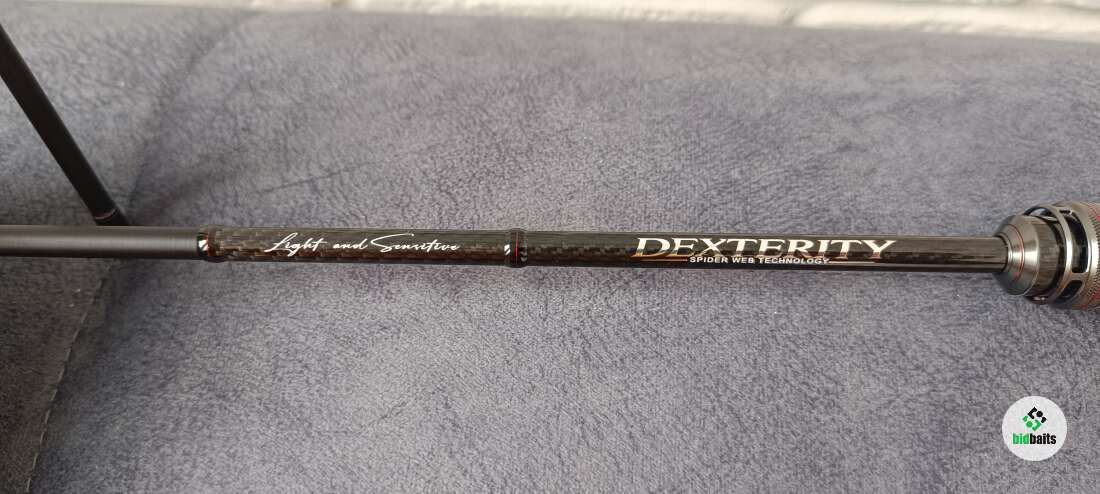 Light and Sensitive
DEXTERITY
SPIDER WEB TECHNOLOGY
bidbaits